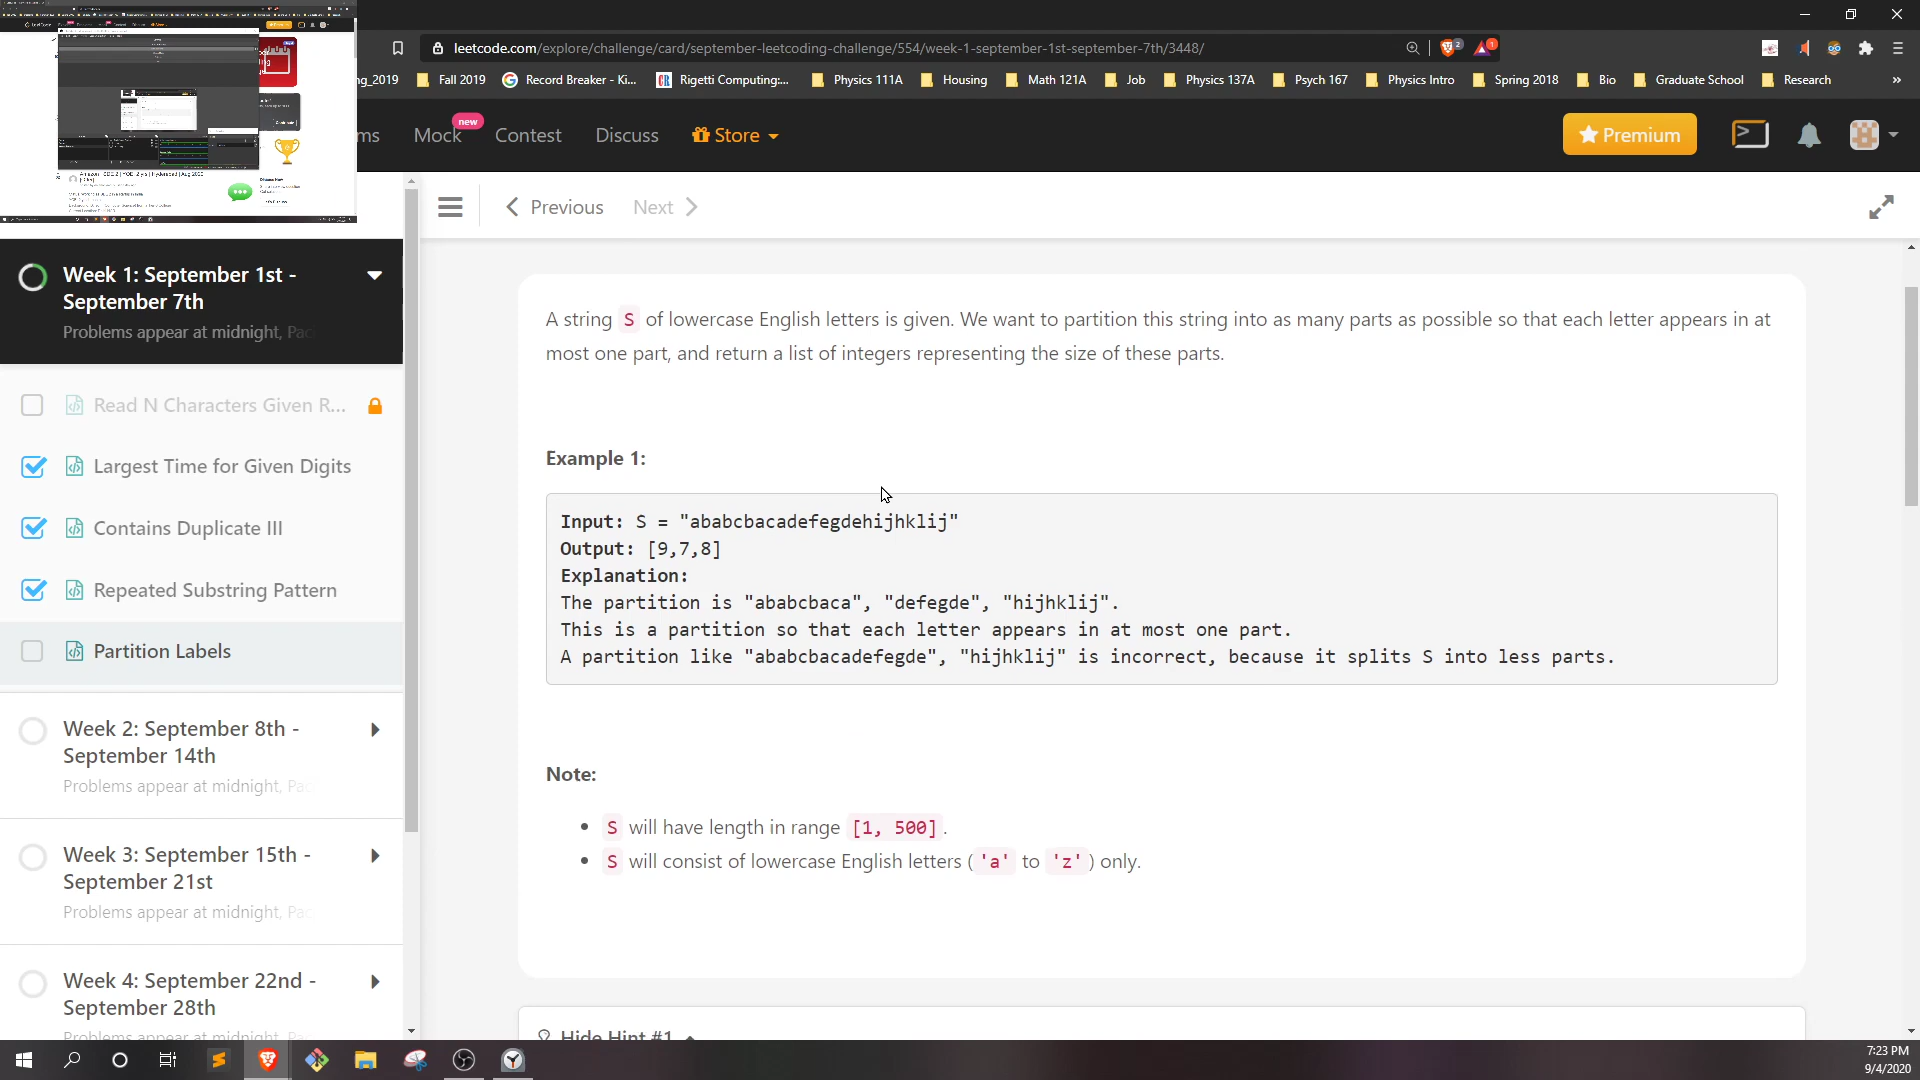 leetcode.com/explore/challenge/card/september-leetcoding-challenge/554/week-1-september-1st-september-7th/3448/
2
1
ng_2019
Fall 2019
Record Breaker - Ki...
Rigetti Computing:...
Physics 111A
Housing
Math 121A
Job
Physics 137A
Psych 167
Physics Intro
Spring 2018
Bio
Graduate School
Research
»
ms
Mock
new
Contest
Discuss
Store
Premium
Previous
Next
Week 1: September 1st -
September 7th
Problems appear at midnight, Pac
Read N Characters Given R...
Largest Time for Given Digits
Contains Duplicate III
Repeated Substring Pattern
Partition Labels
Week 2: September 8th -
September 14th
Problems appear at midnight, Pac
Week 3: September 15th -
September 21st
Problems appear at midnight, Pac
Week 4: September 22nd -
September 28th
Problems appear at midnight, Pa
A string S of lowercase English letters is given. We want to partition this string into as many parts as possible so that each letter appears in at
most one part, and return a list of integers representing the size of these parts.
Example 1:
Input: S = "ababcbacadefegdehijhklij"
Output: [9,7,8]
Explanation:
The partition is "ababcbaca", "defegde", "hijhklij".
This is a partition so that each letter appears in at most one part.
A partition like "ababcbacadefegde", "hijhklij" is incorrect, because it splits S into less parts.
Note:
• S will have length in range [1, 500].
• S will consist of lowercase English letters ('a' to 'z') only.
Hide Hint #1
7:23 PM
9/4/2020